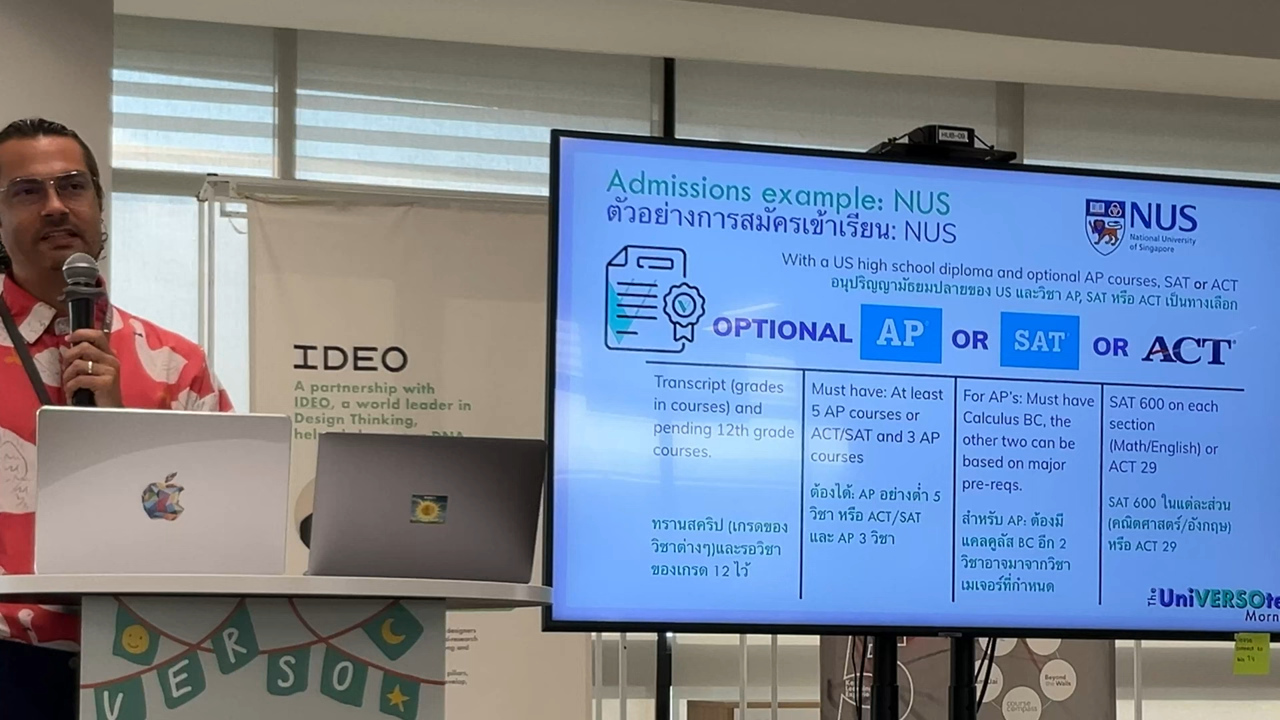 HUB-09
Admissions example: NUS
ตัวอย่างการสมัครเข้าเรียน: NUS
NUS
National University
of Singapore
With a US high school diploma and optional AP courses, SAT or ACT
อนุปริญญามัธยมปลายของ US และวิชา AP, SAT หรือ ACT เป็นทางเลือก
OPTIONAL AP OR SAT OR ACT
Transcript (grades
in courses) and
pending 12th grade
courses.
ทรานสคริป (เกรดของ
วิชาต่างๆ)และรอวิชา
ของเกรด 12 ไว้
Must have: At least
5 AP courses or
ACT/SAT and 3 AP
courses
ต้องได้: AP อย่างต่ำ 5
วิชา หรือ ACT/SAT
และ AP 3 วิชา
For AP's: Must have
Calculus BC, the
other two can be
based on major
pre-reqs.
สำหรับ AP: ต้องมี
แคลคูลัส BC อีก 2
วิชาอาจมาจากวิชา
เมเจอร์ที่กำหนด
SAT 600 on each
section
(Math/English) or
ACT 29
SAT 600 ในแต่ละส่วน
(คณิตศาสตร์/อังกฤษ)
หรือ ACT 29
The UniVERSOte
Morn
IDEO
A partnership with
IDEO, a world leader in
Design Thinking,
VERSO
Beyond
the Walls
course
compass